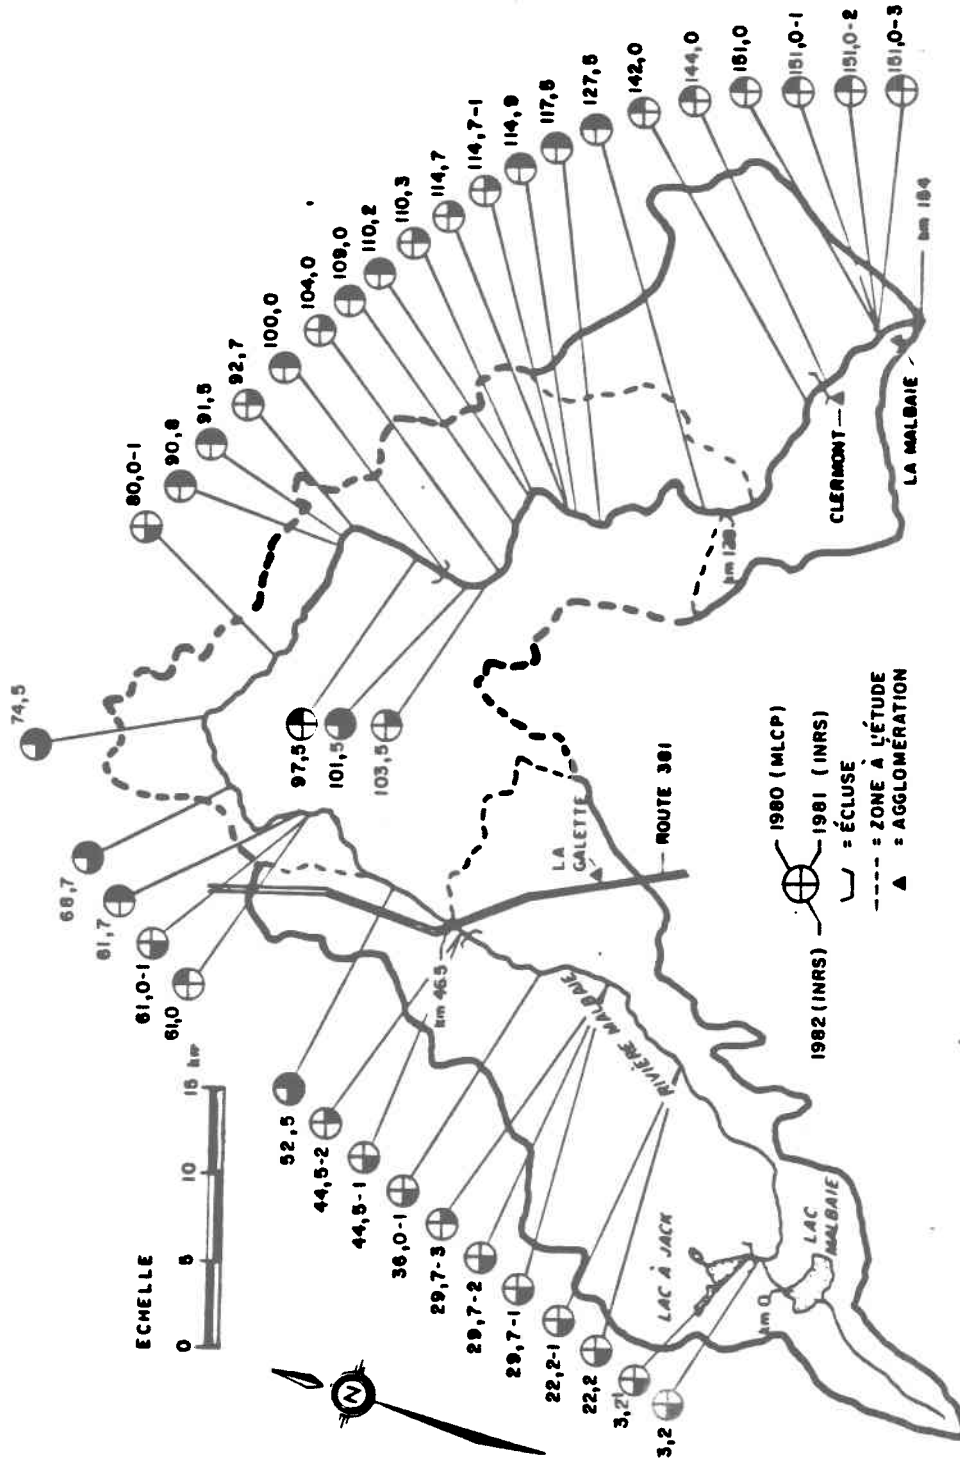 ECHELLE
0 5 10 15 km
N
74,5
68,7
61,7
61,0-1
61,0
52,5
44,5-2
44,5-1
36,0-1
29,7-3
29,7-2
29,7-1
22,2-1
22,2
3,2
80,0-1
90,8
91,5
92,7
100,0
104,0
109,0
110,2
110,3
114,7
114,7-1
114,9
117,5
127,5
142,0
144,0
151,0
151,0-1
151,0-2
151,0-3
97,5
101,5
103,5
km 46.5
km 128
km 164
km 0
RIVIÈRE MALBAIE
LAC À JACK
LAC MALBAIE
LA GALETTE
ROUTE 381
CLERMONT
LA MALBAIE
1980 (MLCP)
1981 (INRS)
1982 (INRS)
= ÉCLUSE
= ZONE À L'ÉTUDE
= AGGLOMÉRATION